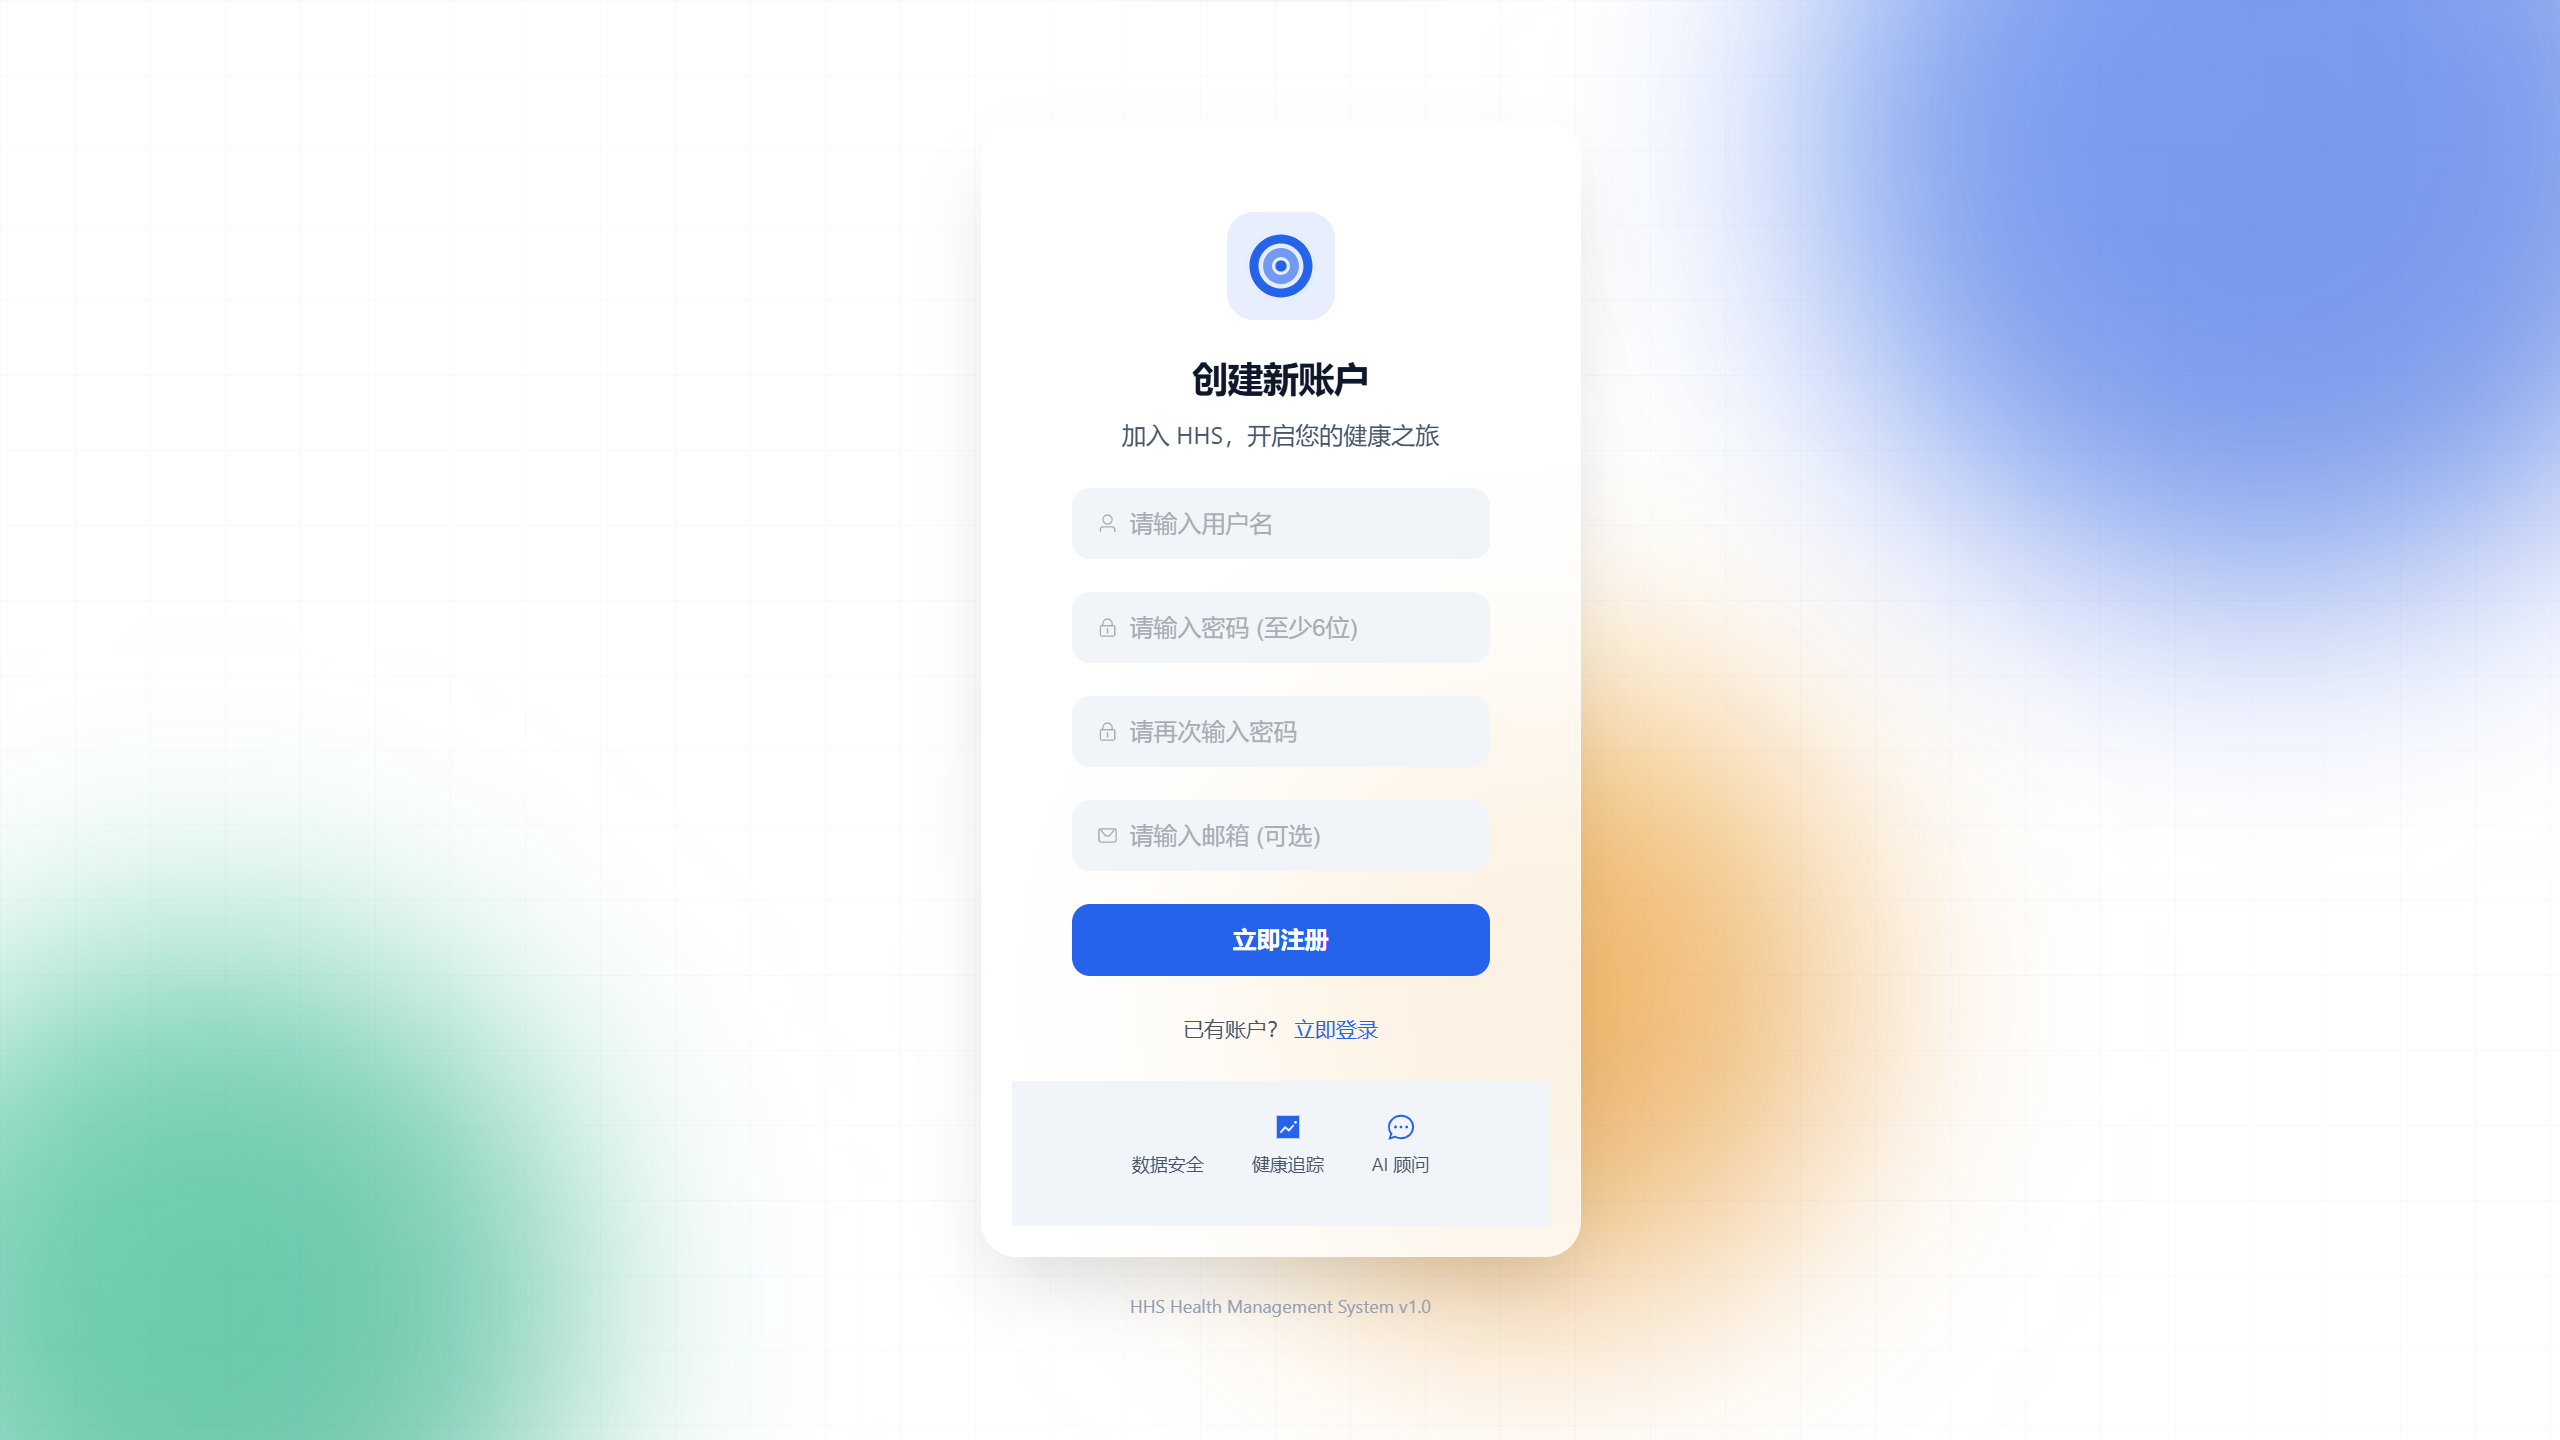 创建新账户
加入 HHS，开启您的健康之旅
请输入用户名
请输入密码 (至少6位)
请再次输入密码
请输入邮箱 (可选)
立即注册
已有账户? 立即登录
数据安全 健康追踪 AI 顾问
HHS Health Management System v1.0